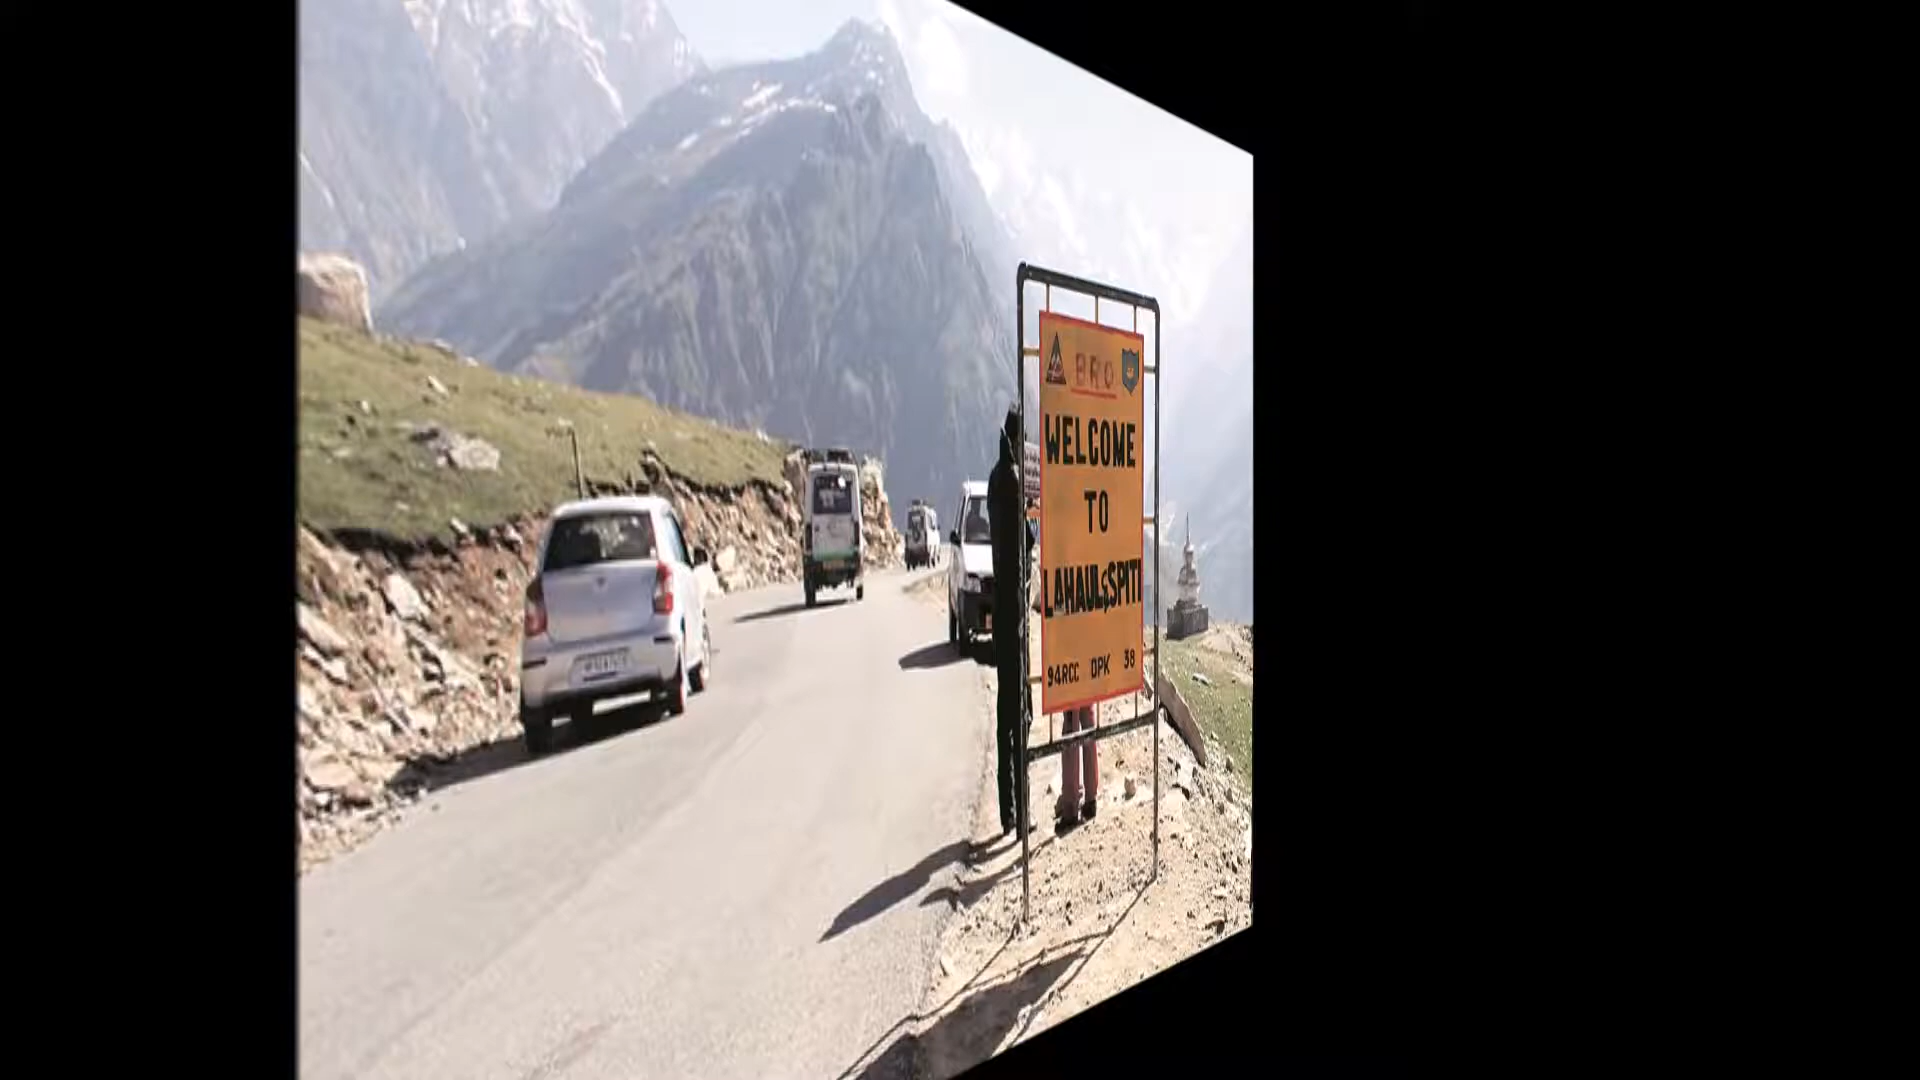 BRO
WELCOME
TO
LAHAUL&SPITI
94RCC DPK 38